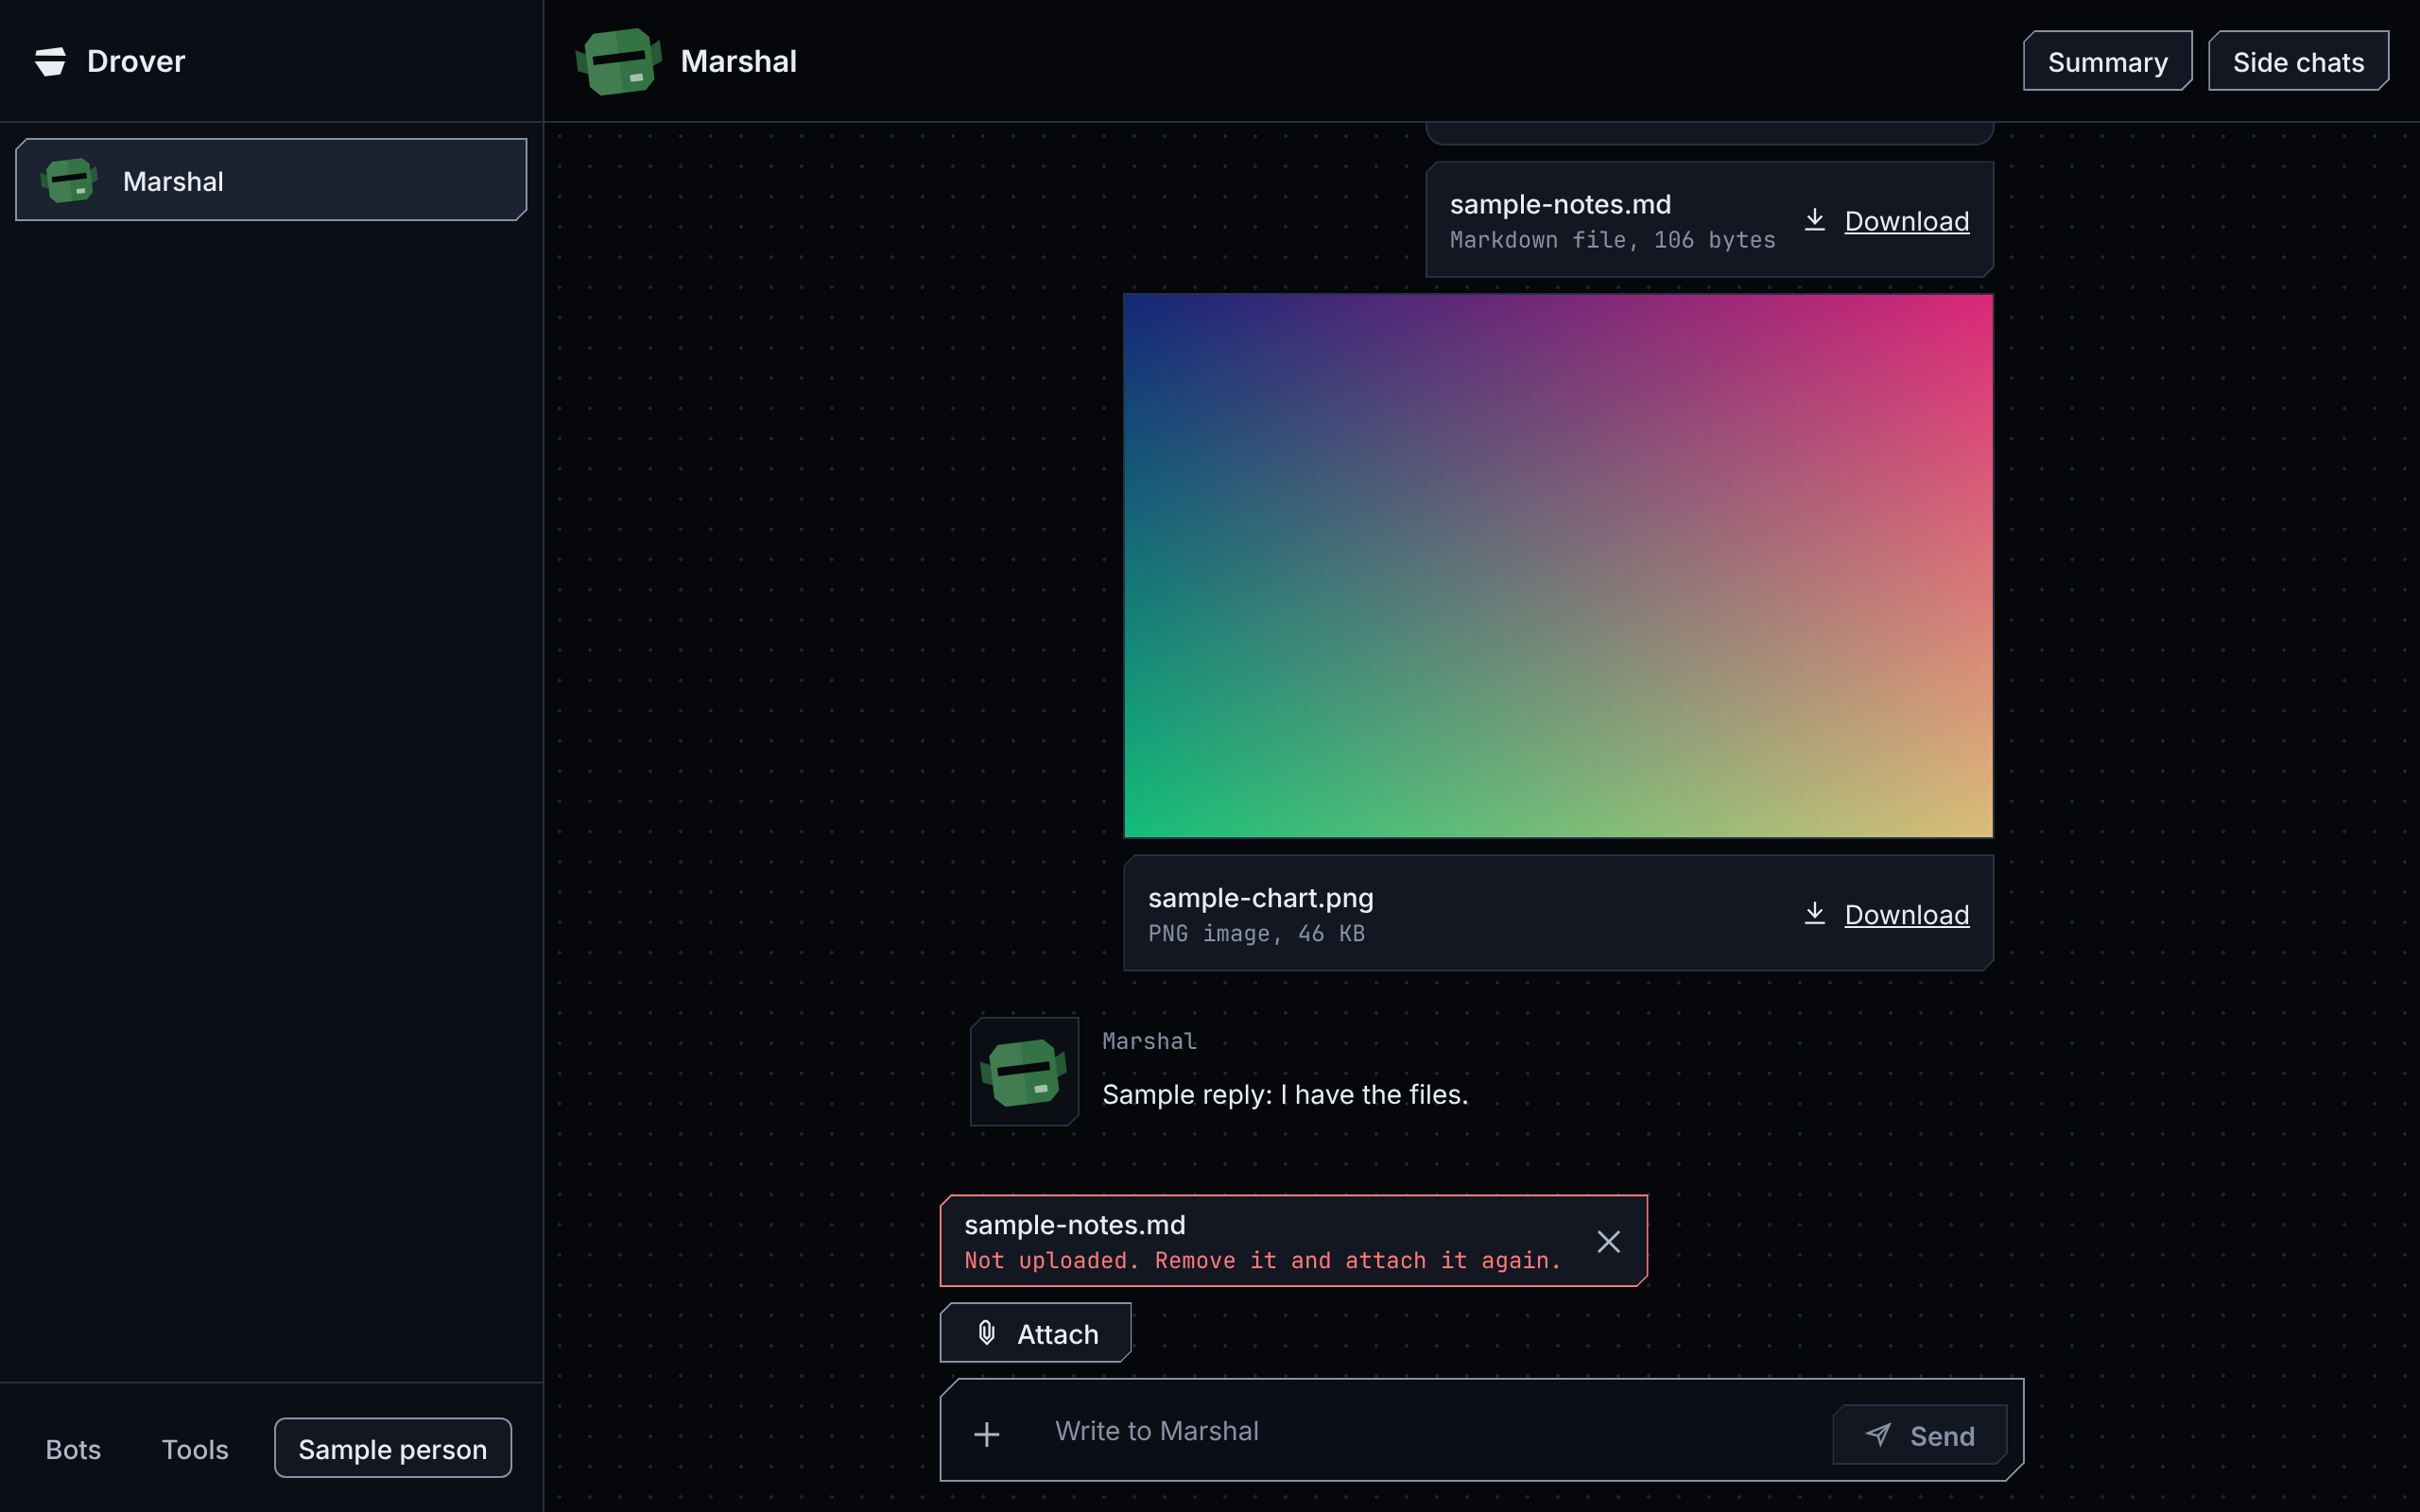 Drover
Marshal
Summary
Side chats
Marshal
sample-notes.md
Markdown file, 106 bytes
Download
sample-chart.png
PNG image, 46 KB
Download
Marshal
Sample reply: I have the files.
sample-notes.md
Not uploaded. Remove it and attach it again.
Attach
Write to Marshal
Send
Bots
Tools
Sample person